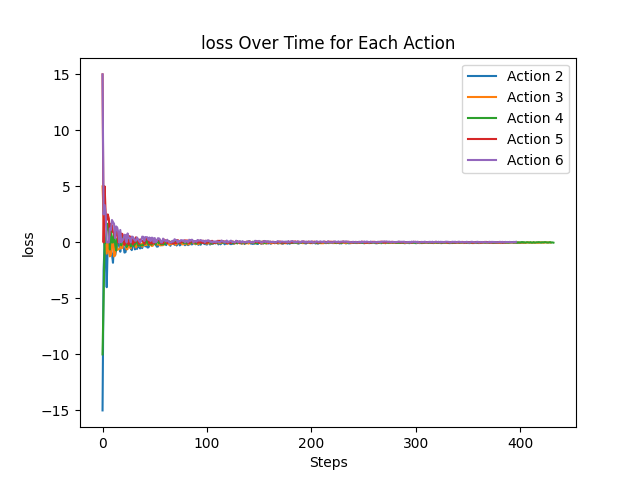 loss Over Time for Each Action
loss
15
10
5
0
−5
−10
−15
Action 2
Action 3
Action 4
Action 5
Action 6
0 100 200 300 400
Steps